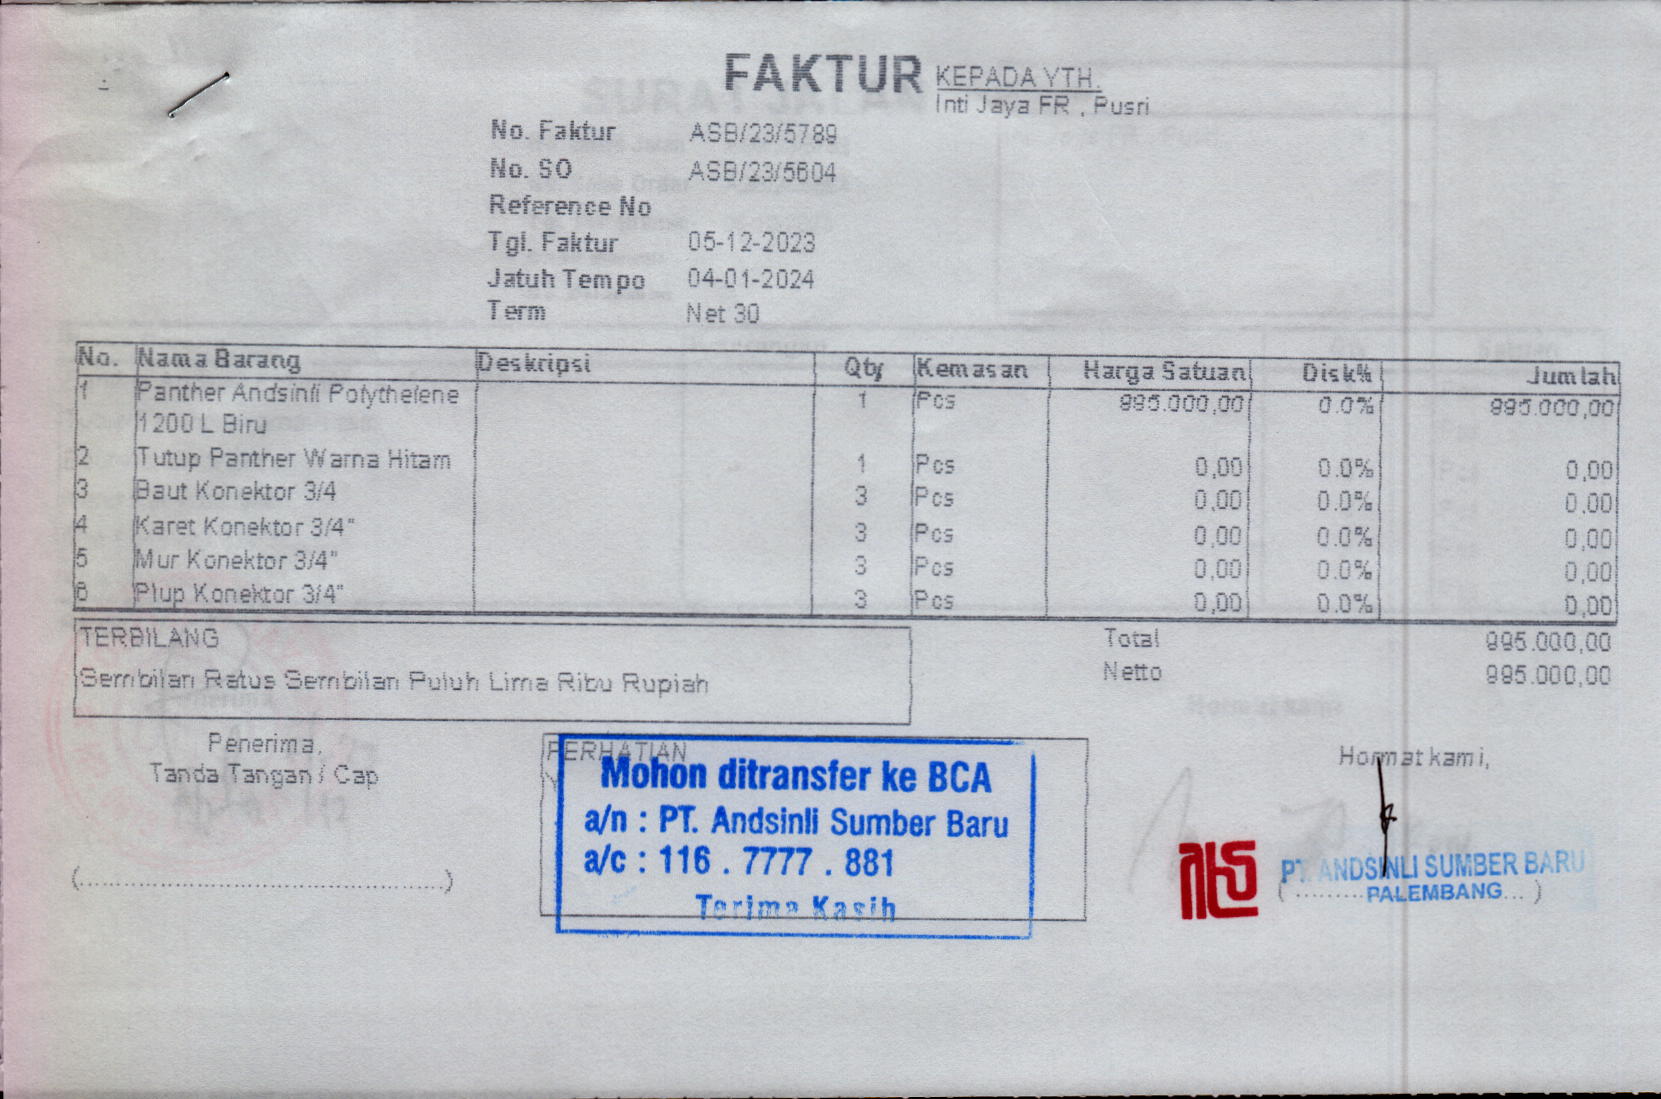 FAKTUR
KEPADA YTH.
Inti Jaya FR , Pusri
No. Faktur ASB/23/5789
No. SO ASB/23/5604
Reference No
Tgl. Faktur 05-12-2023
Jatuh Tempo 04-01-2024
Term Net 30
No. Nama Barang Deskripsi Qty Kemasan Harga Satuan Disk% Jumlah
1 Panther Andsinli Polythelene 1 Pcs 995.000,00 0.0% 995.000,00
1200 L Biru
2 Tutup Panther Warna Hitam 1 Pcs 0,00 0.0% 0,00
3 Baut Konektor 3/4 3 Pcs 0,00 0.0% 0,00
4 Karet Konektor 3/4" 3 Pcs 0,00 0.0% 0,00
5 Mur Konektor 3/4" 3 Pcs 0,00 0.0% 0,00
6 Plup Konektor 3/4" 3 Pcs 0,00 0.0% 0,00
TERBILANG
Sembilan Ratus Sembilan Puluh Lima Ribu Rupiah
Total 995.000,00
Netto 995.000,00
Penerima,
Tanda Tangan / Cap
(................................................)
PERHATIAN
Mohon ditransfer ke BCA
a/n : PT. Andsinli Sumber Baru
a/c : 116 . 7777 . 881
Terima Kasih
Hormat kami,
PT. ANDSINLI SUMBER BARU
PALEMBANG